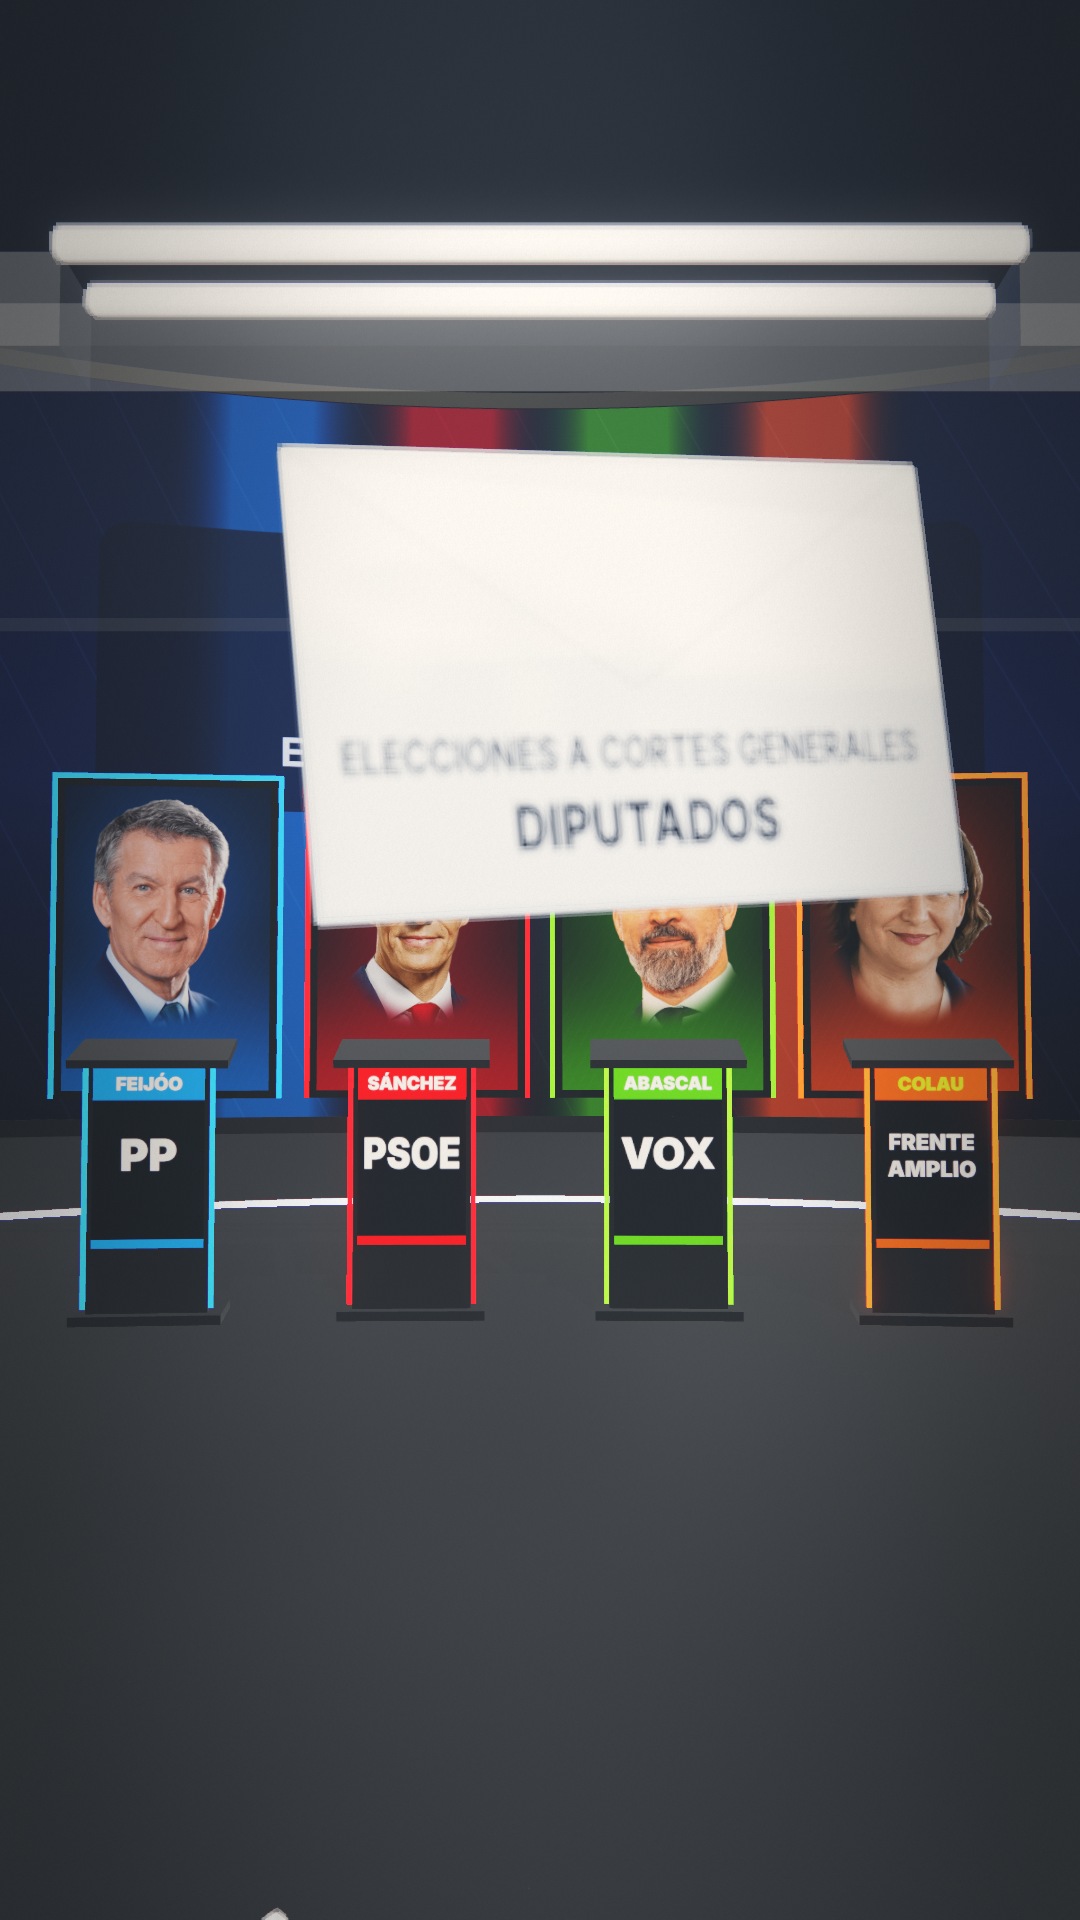 E
ELECCIONES A CORTES GENERALES
DIPUTADOS
FEIJÓO
SÁNCHEZ
ABASCAL
COLAU
PP
PSOE
VOX
FRENTE
AMPLIO